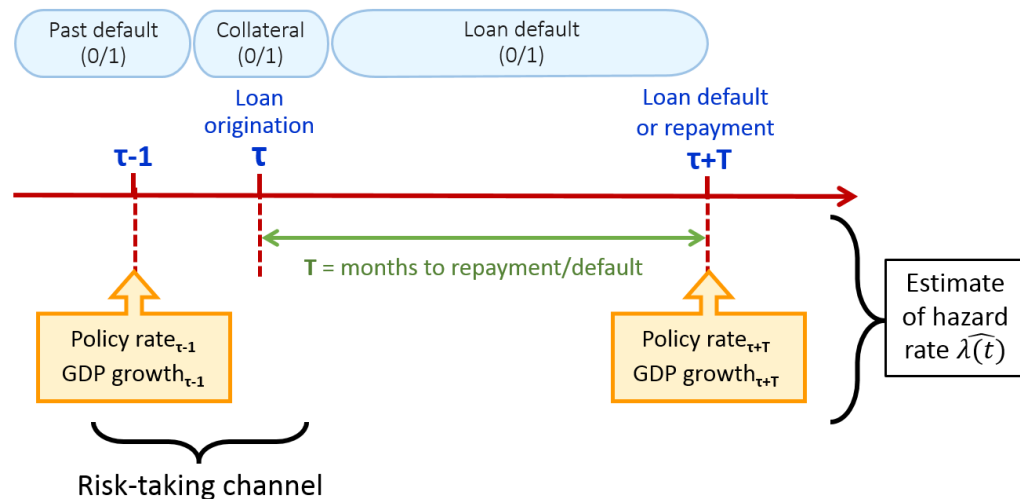 Past default
(0/1)
Collateral
(0/1)
Loan default
(0/1)
Loan
origination
Loan default
or repayment
τ-1
τ
τ+T
T = months to repayment/default
Policy rateτ-1
GDP growthτ-1
Policy rateτ+T
GDP growthτ+T
Estimate
of hazard
rate λ̂(t)
Risk-taking channel